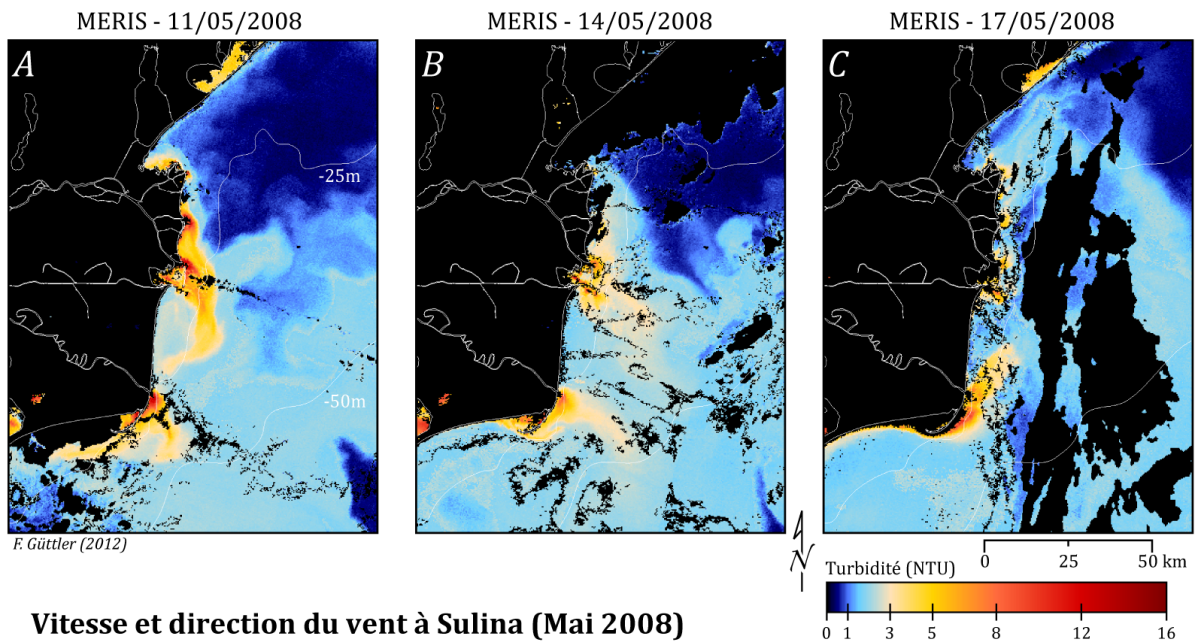 MERIS - 11/05/2008
MERIS - 14/05/2008
MERIS - 17/05/2008
A
B
C
-25m
-50m
F. Güttler (2012)
N
0 25 50 km
Turbidité (NTU)
0 1 3 5 8 12 16
Vitesse et direction du vent à Sulina (Mai 2008)